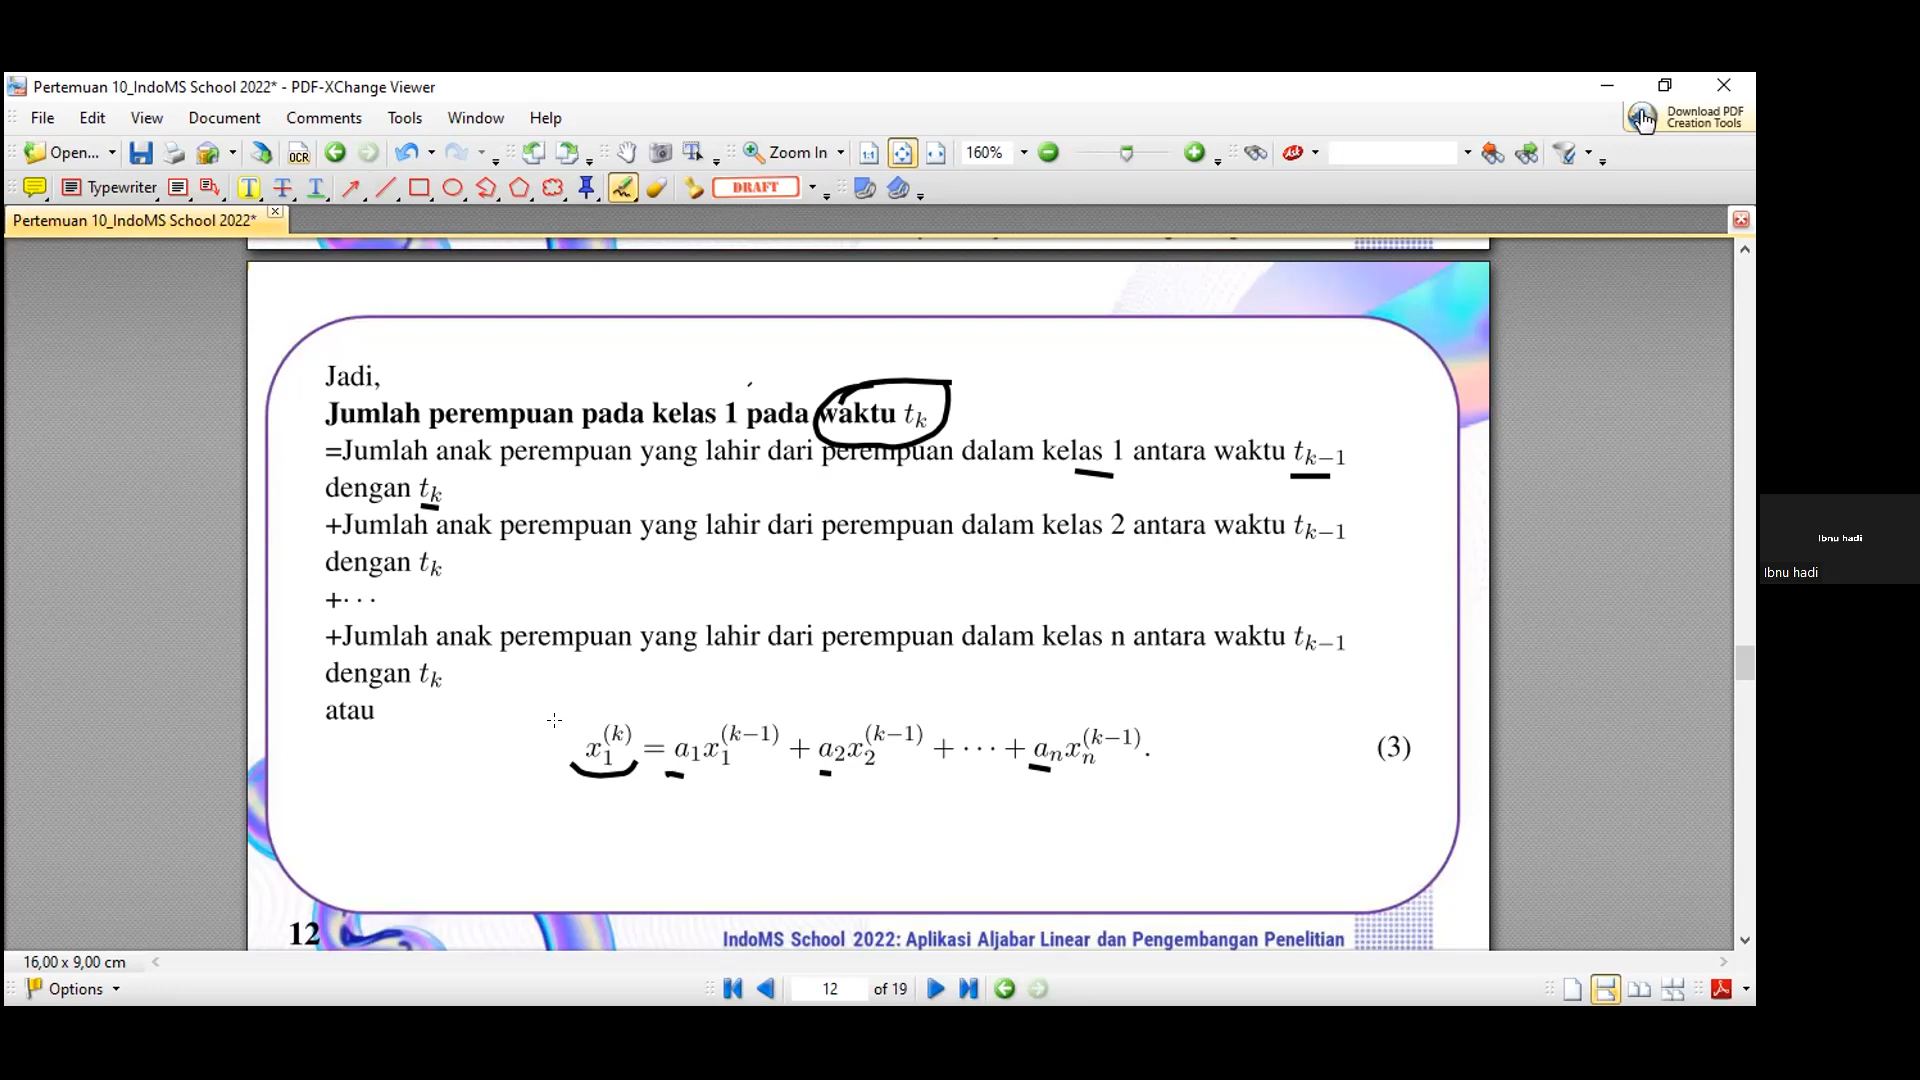 Pertemuan 10_IndoMS School 2022* - PDF-XChange Viewer
File Edit View Document Comments Tools Window Help
Download PDF
Creation Tools
Open... OCR Zoom In 1:1 160% Ask
T Typewriter T T T DRAFT
Pertemuan 10_IndoMS School 2022*
Jadi,
Jumlah perempuan pada kelas 1 pada waktu t_k
=Jumlah anak perempuan yang lahir dari perempuan dalam kelas 1 antara waktu t_{k−1}
dengan t_k
+Jumlah anak perempuan yang lahir dari perempuan dalam kelas 2 antara waktu t_{k−1}
dengan t_k
+···
+Jumlah anak perempuan yang lahir dari perempuan dalam kelas n antara waktu t_{k−1}
dengan t_k
atau
x_1^{(k)} = a_1x_1^{(k−1)} + a_2x_2^{(k−1)} + ··· + a_nx_n^{(k−1)}. (3)
12
IndoMS School 2022: Aplikasi Aljabar Linear dan Pengembangan Penelitian
16,00 x 9,00 cm
Options 12 of 19
Ibnu hadi
Ibnu hadi